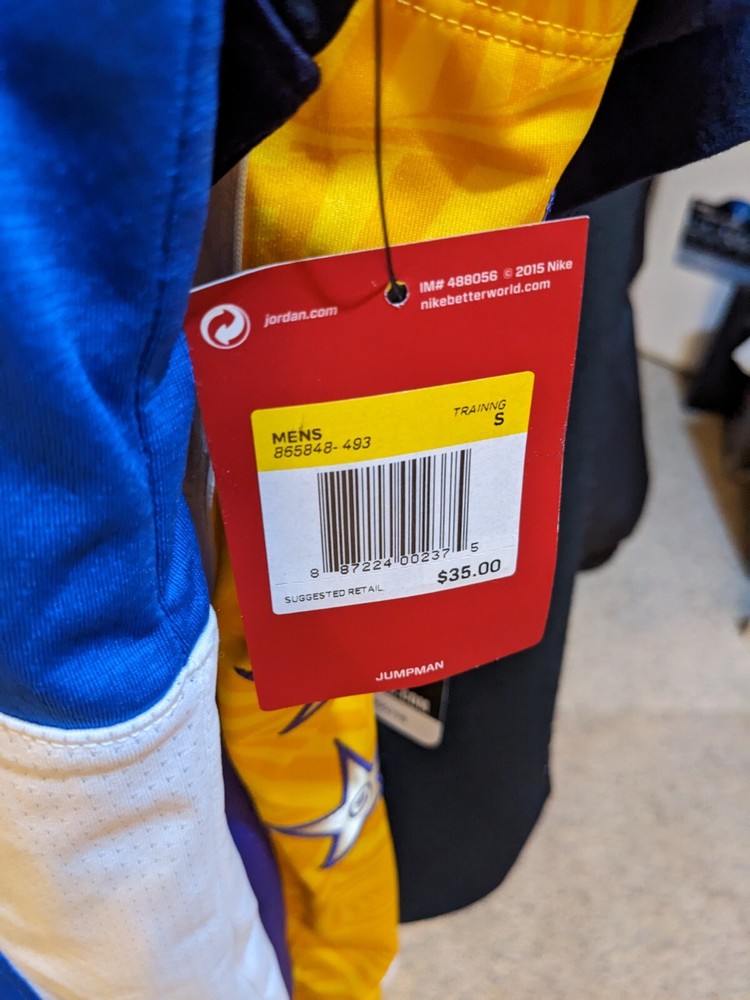 jordan.com
IM# 488056 © 2015 Nike
nikebetterworld.com
MENS
865848- 493
TRAINNG
S
8 87224 00237 5
SUGGESTED RETAIL
$35.00
JUMPMAN